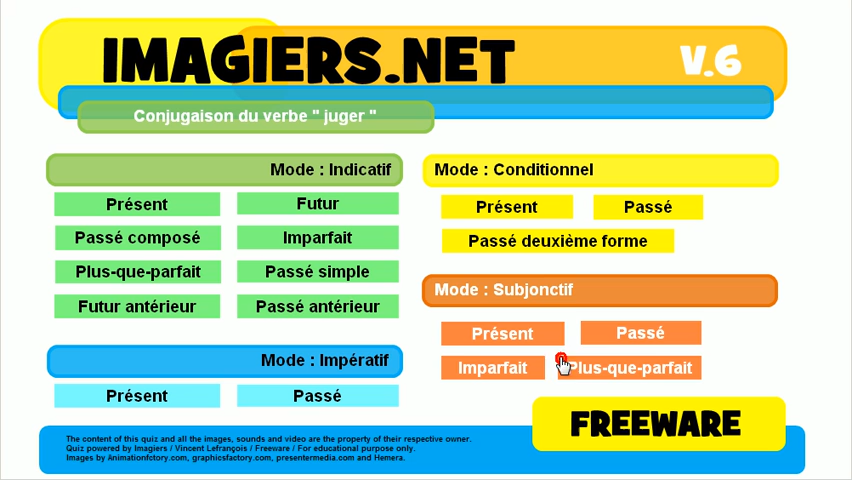 IMAGIERS.NET
V.6
Conjugaison du verbe " juger "
Mode : Indicatif
Présent
Futur
Passé composé
Imparfait
Plus-que-parfait
Passé simple
Futur antérieur
Passé antérieur
Mode : Impératif
Présent
Passé
Mode : Conditionnel
Présent
Passé
Passé deuxième forme
Mode : Subjonctif
Présent
Passé
Imparfait
Plus-que-parfait
FREEWARE
The content of this quiz and all the images, sounds and video are the property of their respective owner.
Quiz powered by Imagiers / Vincent Lefrançois / Freeware / For educational purpose only.
Images by Animationfctory.com, graphicsfactory.com, presentermedia.com and Hemera.